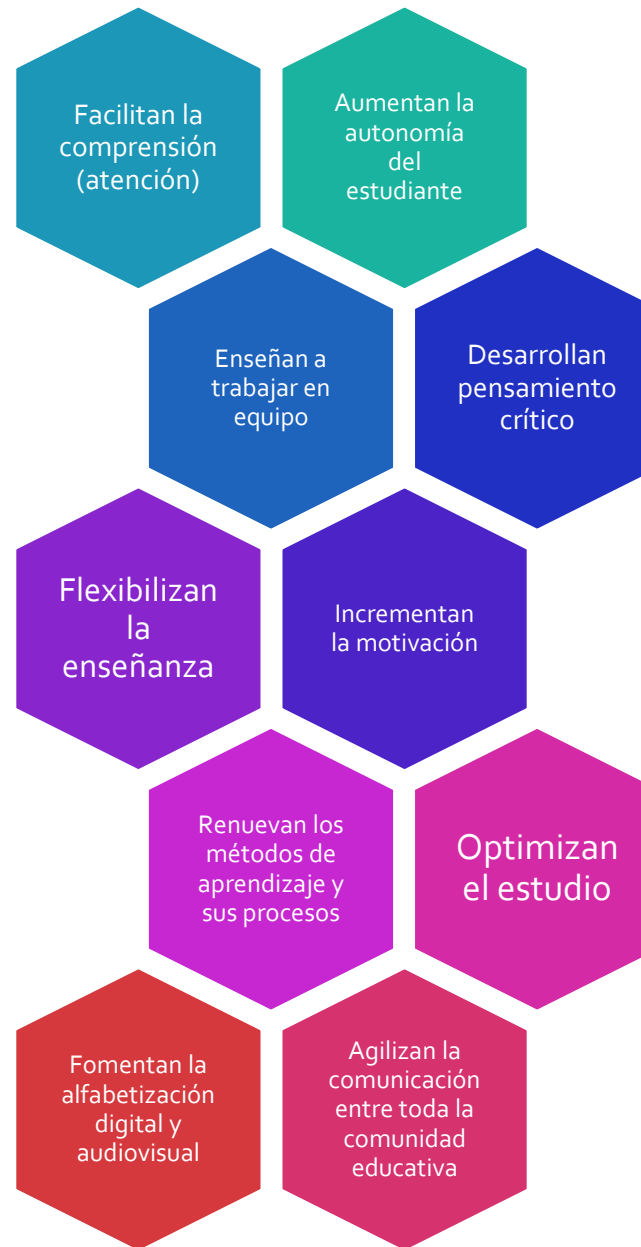 Facilitan la
comprensión
(atención)
Aumentan la
autonomía
del
estudiante
Enseñan a
trabajar en
equipo
Desarrollan
pensamiento
crítico
Flexibilizan
la
enseñanza
Incrementan
la motivación
Renuevan los
métodos de
aprendizaje y
sus procesos
Optimizan
el estudio
Fomentan la
alfabetización
digital y
audiovisual
Agilizan la
comunicación
entre toda la
comunidad
educativa